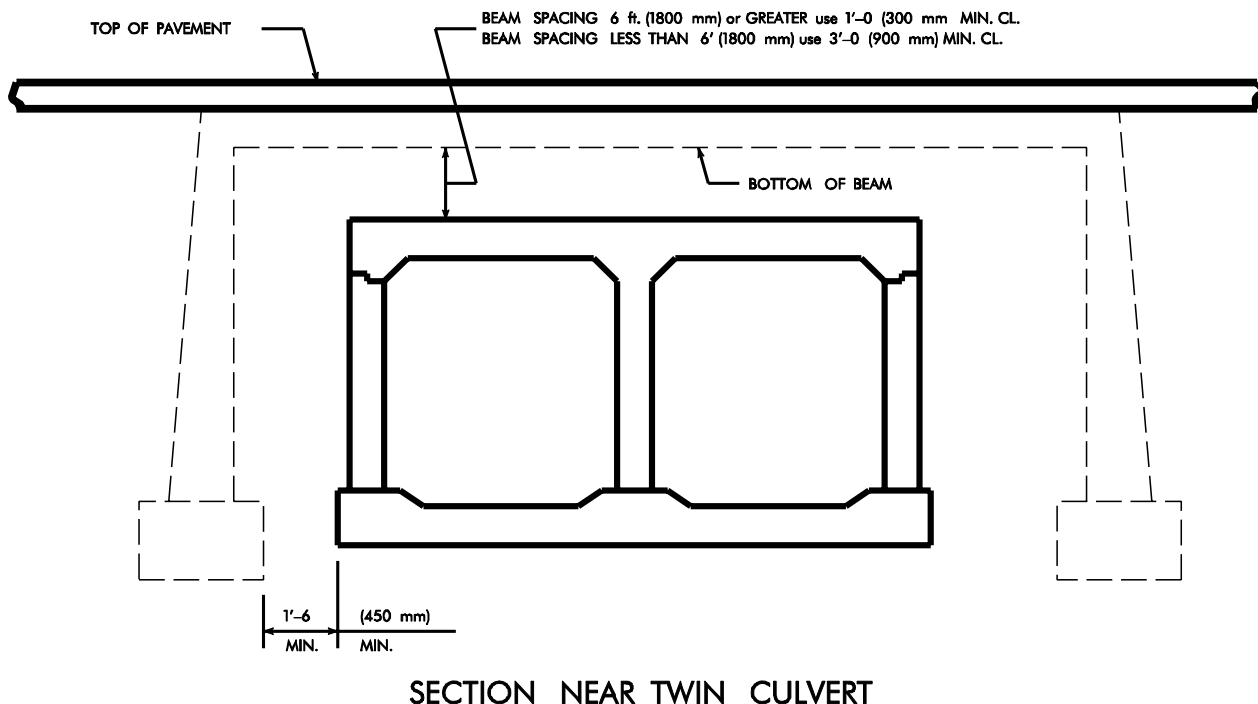 BEAM SPACING 6 ft. (1800 mm) or GREATER use 1'–0 (300 mm MIN. CL.
BEAM SPACING LESS THAN 6' (1800 mm) use 3'–0 (900 mm) MIN. CL.
TOP OF PAVEMENT
BOTTOM OF BEAM
1'–6 (450 mm)
MIN. MIN.
SECTION NEAR TWIN CULVERT